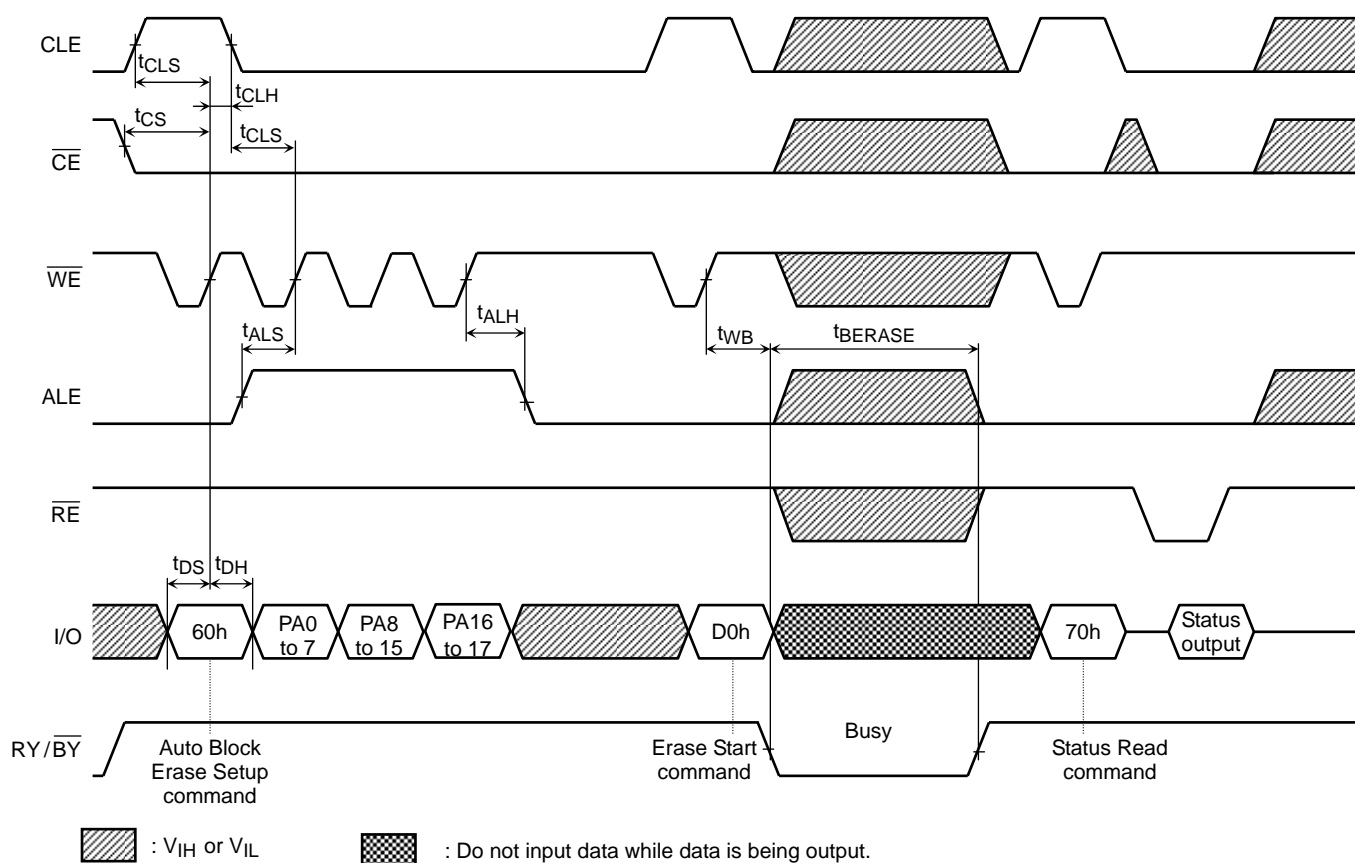 CLE
tCLS
tCLH
tCS
tCLS
CE
WE
tALS
tALH
tWB
tBERASE
ALE
RE
tDS
tDH
I/O
60h
PA0
to 7
PA8
to 15
PA16
to 17
D0h
70h
Status
output
RY/BY
Busy
Auto Block
Erase Setup
command
Erase Start
command
Status Read
command
: VIH or VIL
: Do not input data while data is being output.